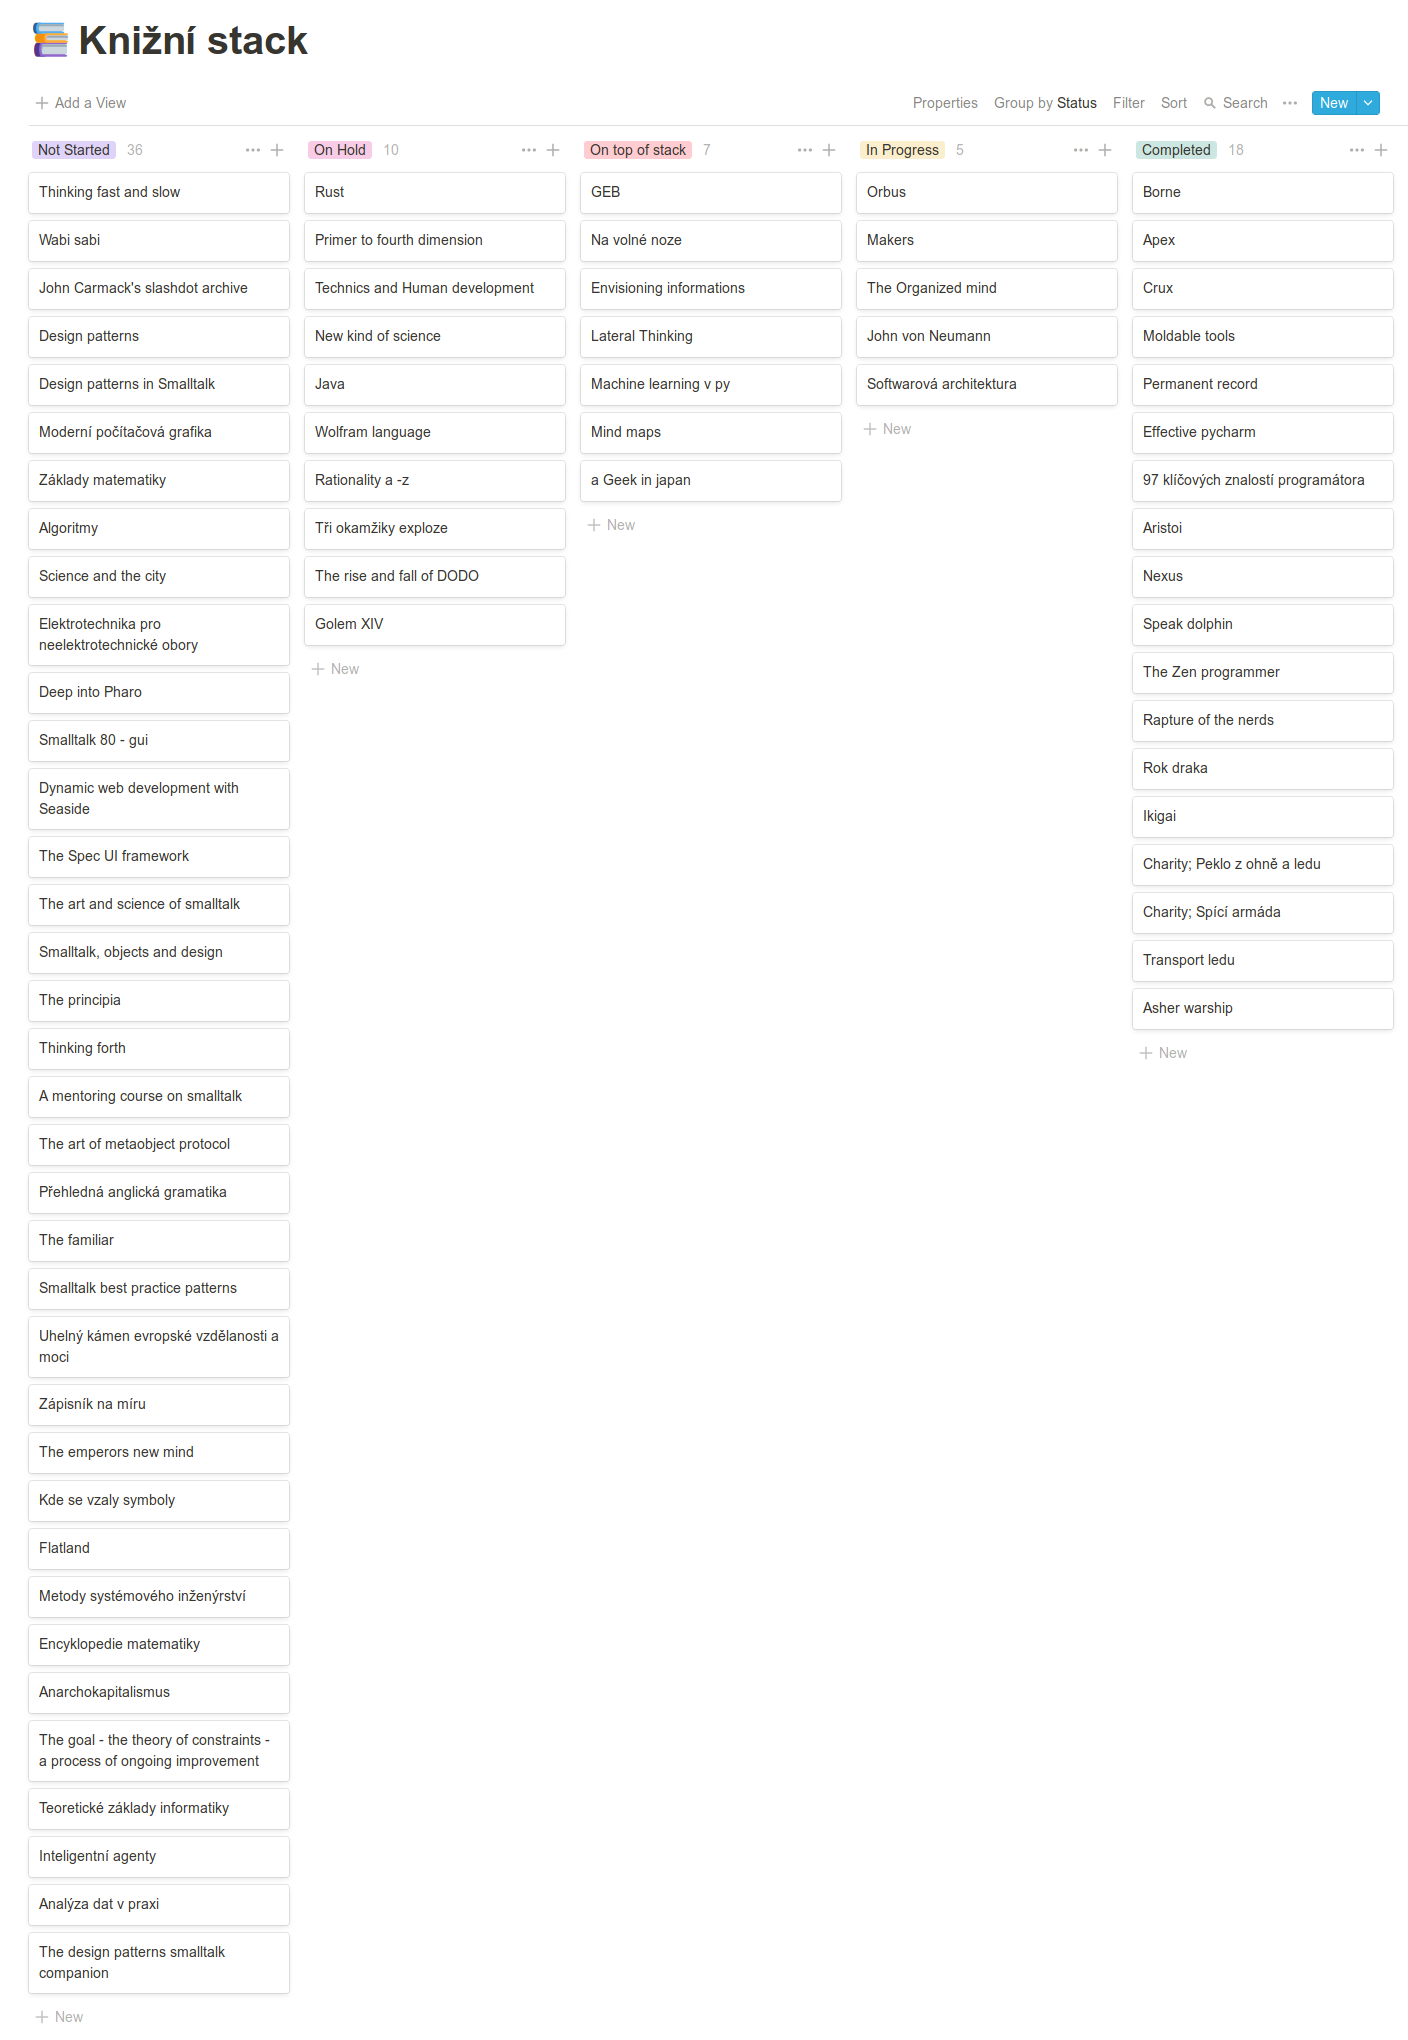 Knižní stack
Add a View
Properties Group by Status Filter Sort Search New
Not Started 36
Thinking fast and slow
Wabi sabi
John Carmack's slashdot archive
Design patterns
Design patterns in Smalltalk
Moderní počítačová grafika
Základy matematiky
Algoritmy
Science and the city
Elektrotechnika pro
neelektrotechnické obory
Deep into Pharo
Smalltalk 80 - gui
Dynamic web development with
Seaside
The Spec UI framework
The art and science of smalltalk
Smalltalk, objects and design
The principia
Thinking forth
A mentoring course on smalltalk
The art of metaobject protocol
Přehledná anglická gramatika
The familiar
Smalltalk best practice patterns
Uhelný kámen evropské vzdělanosti a
moci
Zápisník na míru
The emperors new mind
Kde se vzaly symboly
Flatland
Metody systémového inženýrství
Encyklopedie matematiky
Anarchokapitalismus
The goal - the theory of constraints -
a process of ongoing improvement
Teoretické základy informatiky
Inteligentní agenty
Analýza dat v praxi
The design patterns smalltalk
companion
New
On Hold 10
Rust
Primer to fourth dimension
Technics and Human development
New kind of science
Java
Wolfram language
Rationality a -z
Tři okamžiky exploze
The rise and fall of DODO
Golem XIV
New
On top of stack 7
GEB
Na volné noze
Envisioning informations
Lateral Thinking
Machine learning v py
Mind maps
a Geek in japan
New
In Progress 5
Orbus
Makers
The Organized mind
John von Neumann
Softwarová architektura
New
Completed 18
Borne
Apex
Crux
Moldable tools
Permanent record
Effective pycharm
97 klíčových znalostí programátora
Aristoi
Nexus
Speak dolphin
The Zen programmer
Rapture of the nerds
Rok draka
Ikigai
Charity; Peklo z ohně a ledu
Charity; Spící armáda
Transport ledu
Asher warship
New